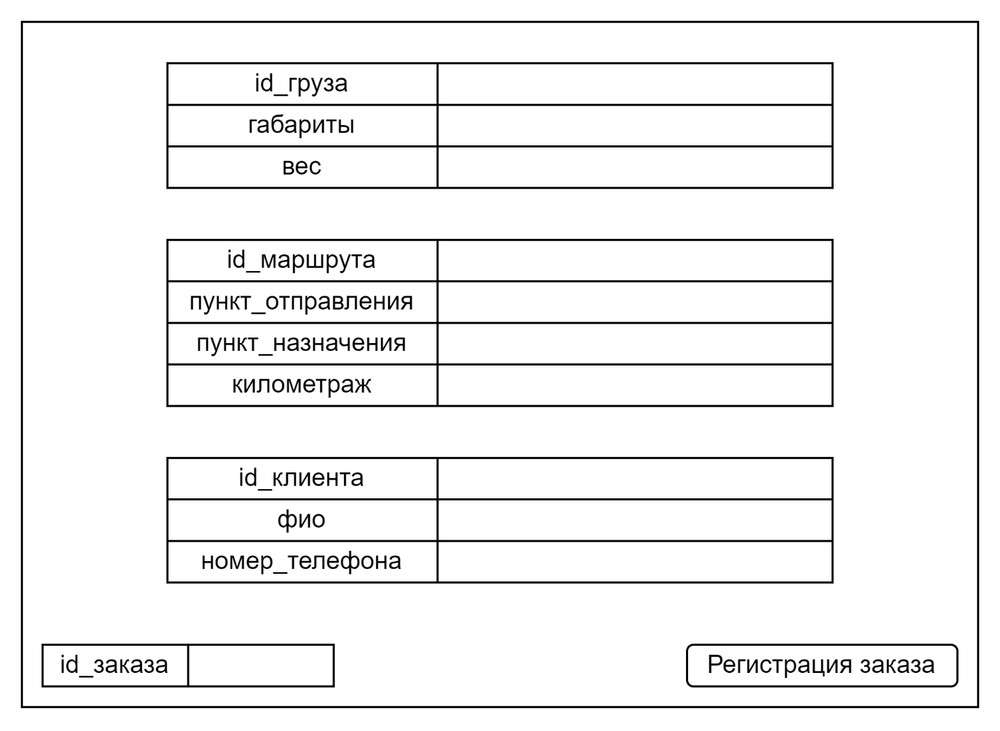 id_груза
габариты
вес
id_маршрута
пункт_отправления
пункт_назначения
километраж
id_клиента
фио
номер_телефона
id_заказа
Регистрация заказа